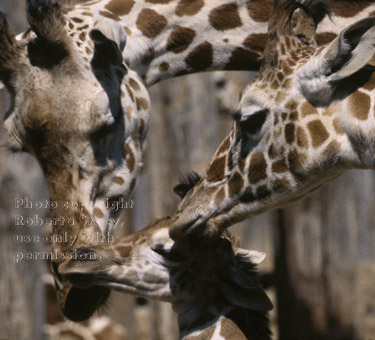 Photo copyright
Roberta Stacy,
use only with
permission.